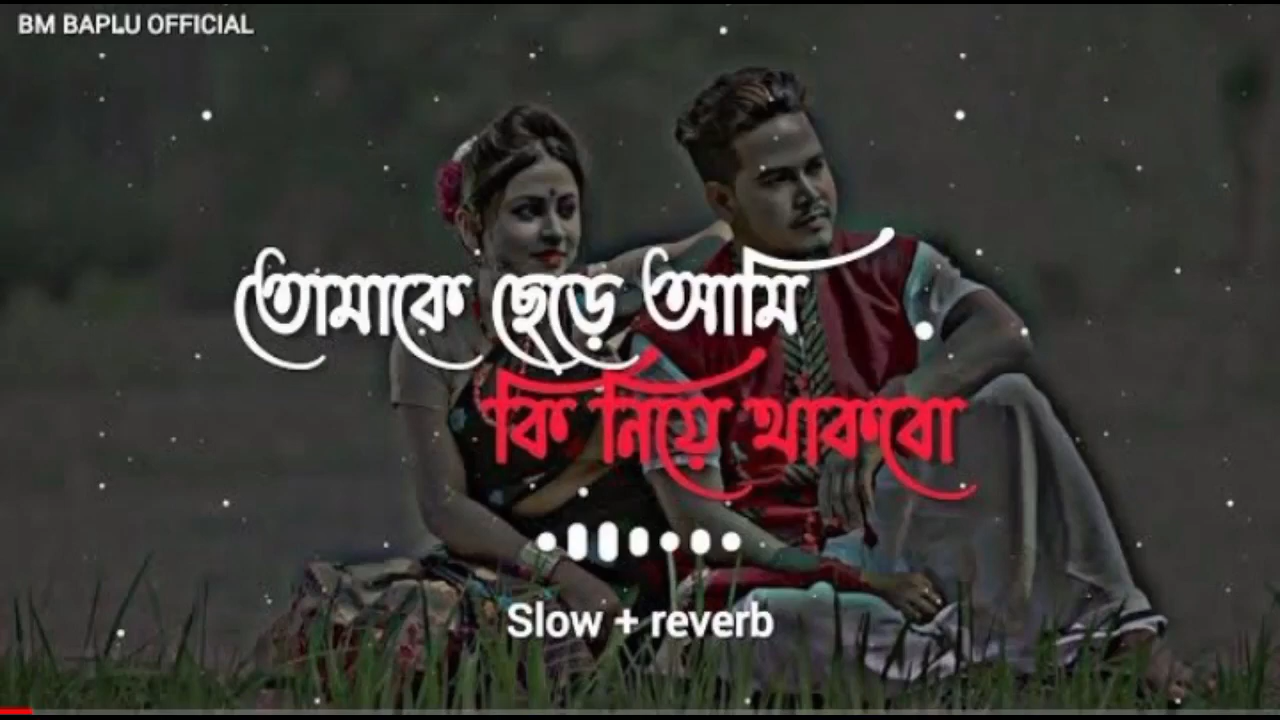 BM BAPLU OFFICIAL
তোমাকে ছেড়ে আমি
কি নিয়ে থাকবো
Slow + reverb